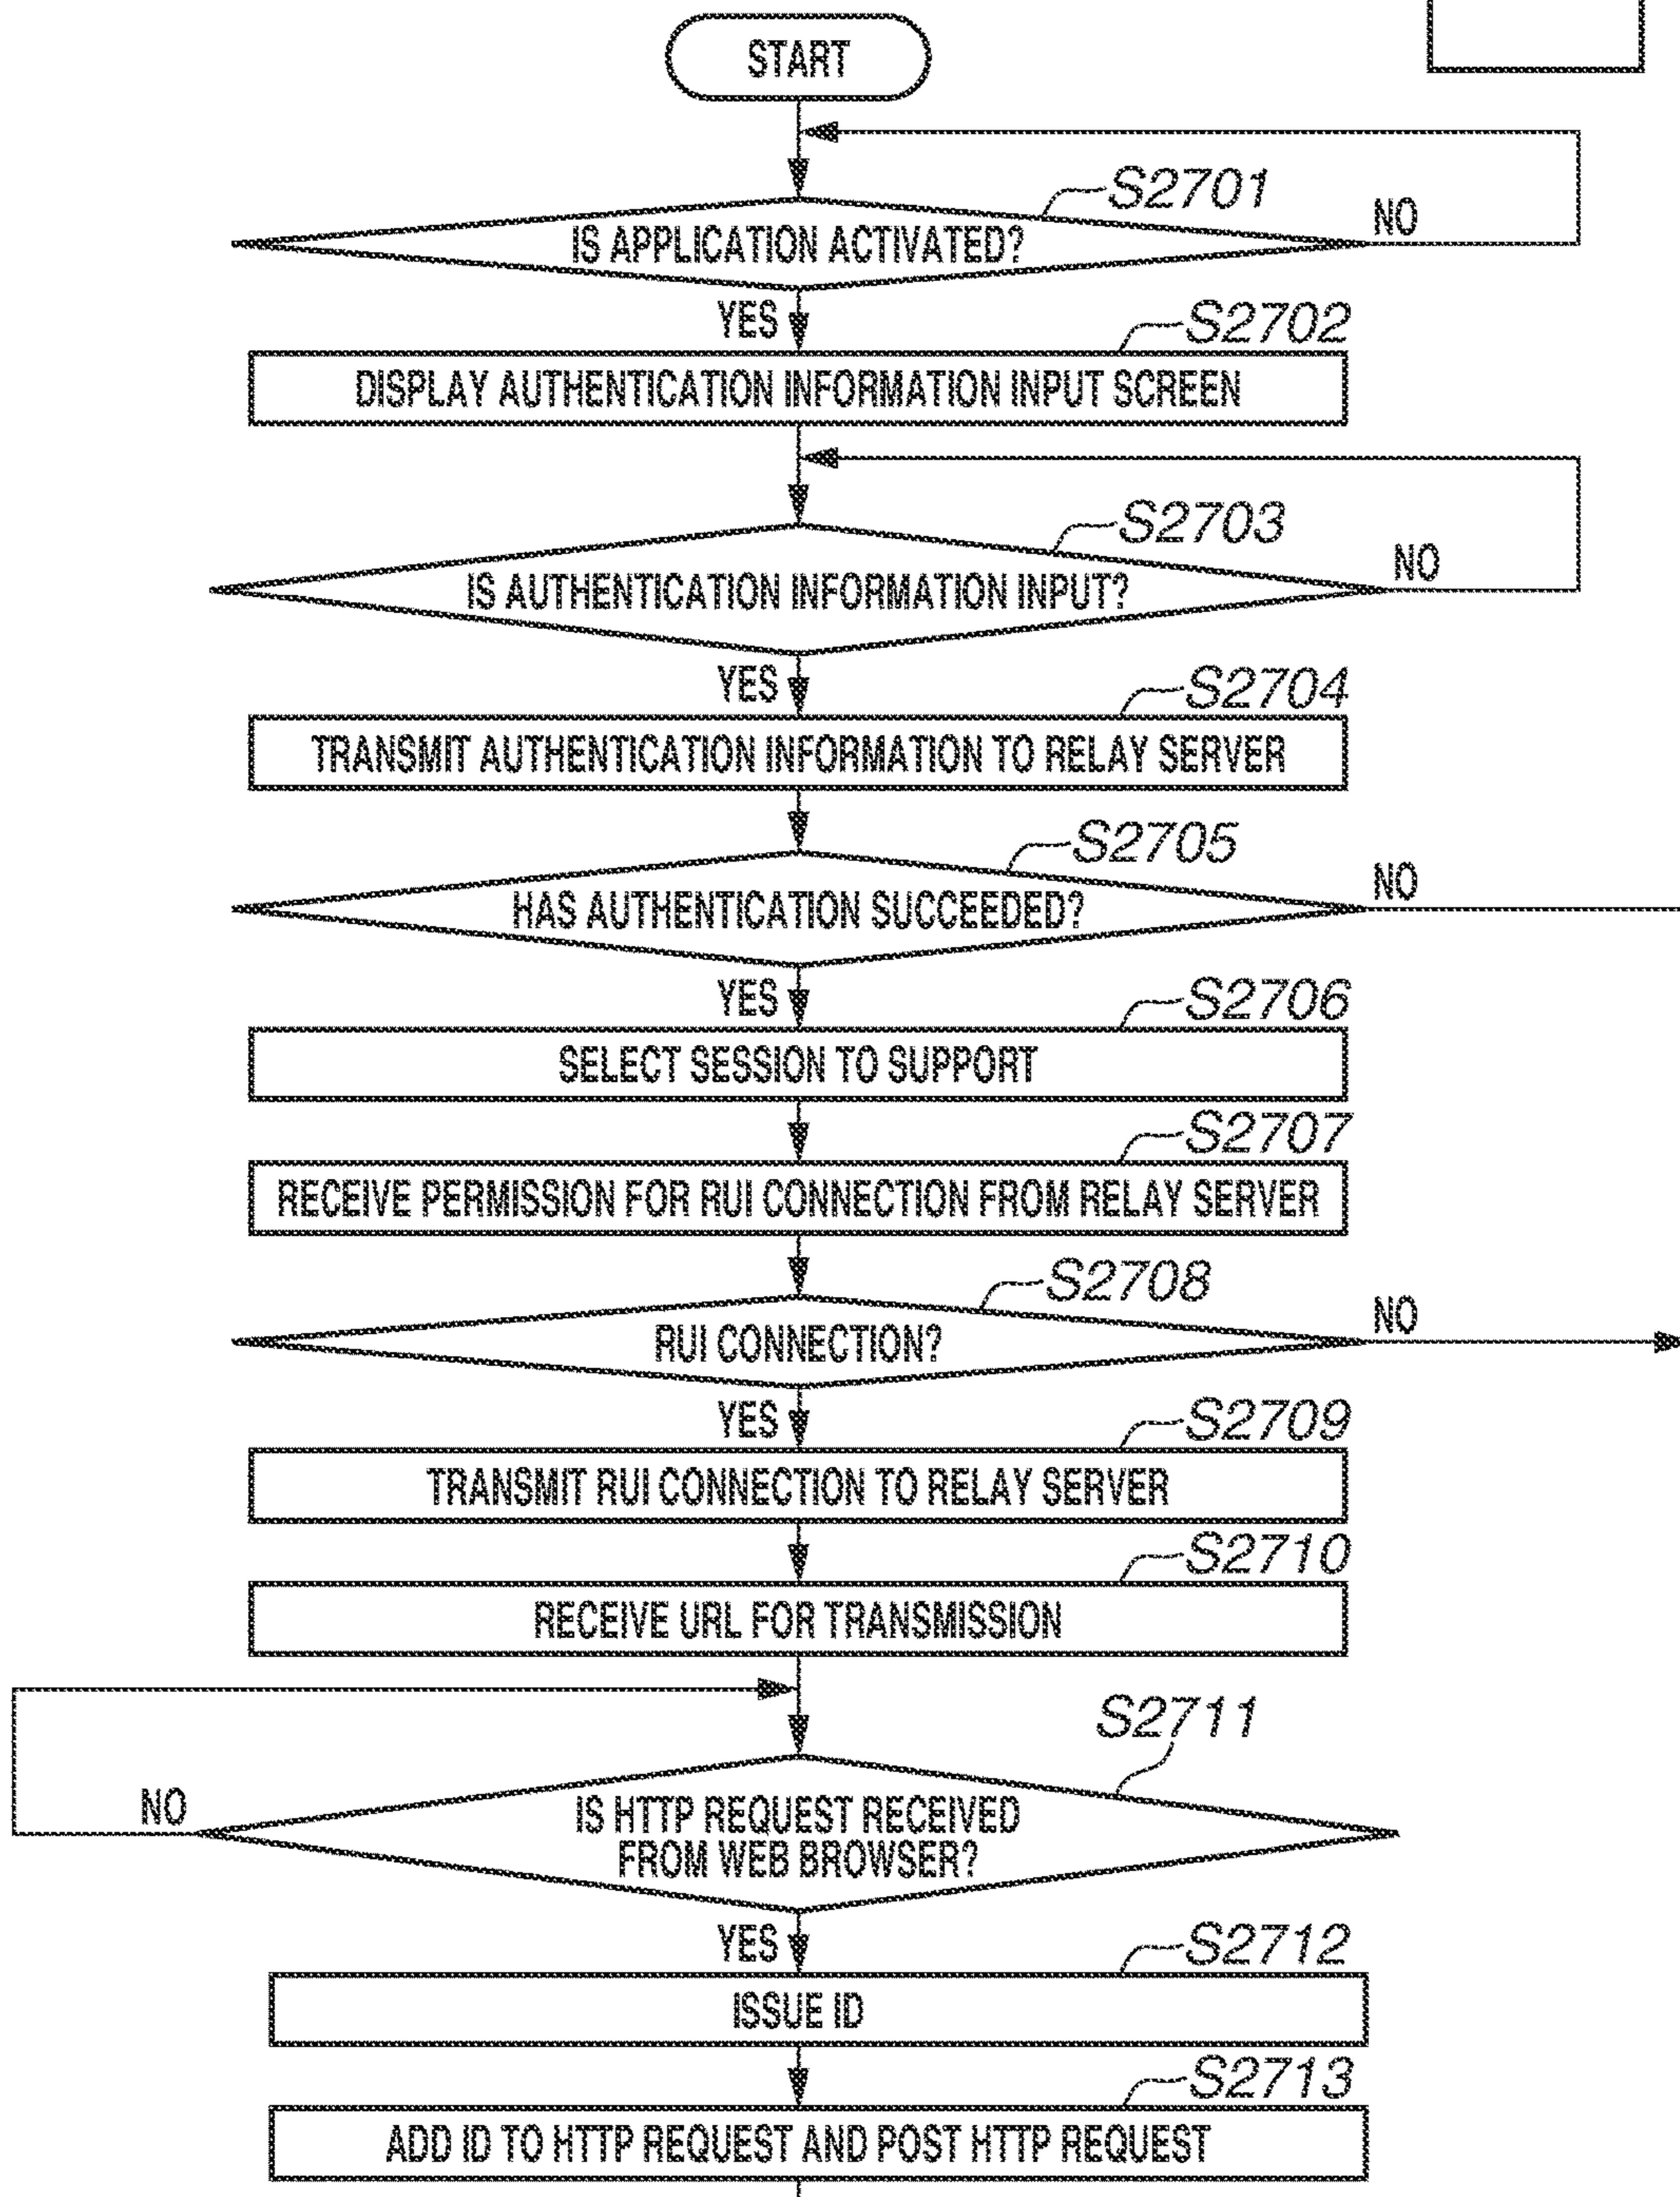 START
S2701
IS APPLICATION ACTIVATED?
NO
YES
S2702
DISPLAY AUTHENTICATION INFORMATION INPUT SCREEN
S2703
IS AUTHENTICATION INFORMATION INPUT?
NO
YES
S2704
TRANSMIT AUTHENTICATION INFORMATION TO RELAY SERVER
S2705
HAS AUTHENTICATION SUCCEEDED?
NO
YES
S2706
SELECT SESSION TO SUPPORT
S2707
RECEIVE PERMISSION FOR RUI CONNECTION FROM RELAY SERVER
S2708
RUI CONNECTION?
NO
YES
S2709
TRANSMIT RUI CONNECTION TO RELAY SERVER
S2710
RECEIVE URL FOR TRANSMISSION
S2711
NO
IS HTTP REQUEST RECEIVED
FROM WEB BROWSER?
YES
S2712
ISSUE ID
S2713
ADD ID TO HTTP REQUEST AND POST HTTP REQUEST